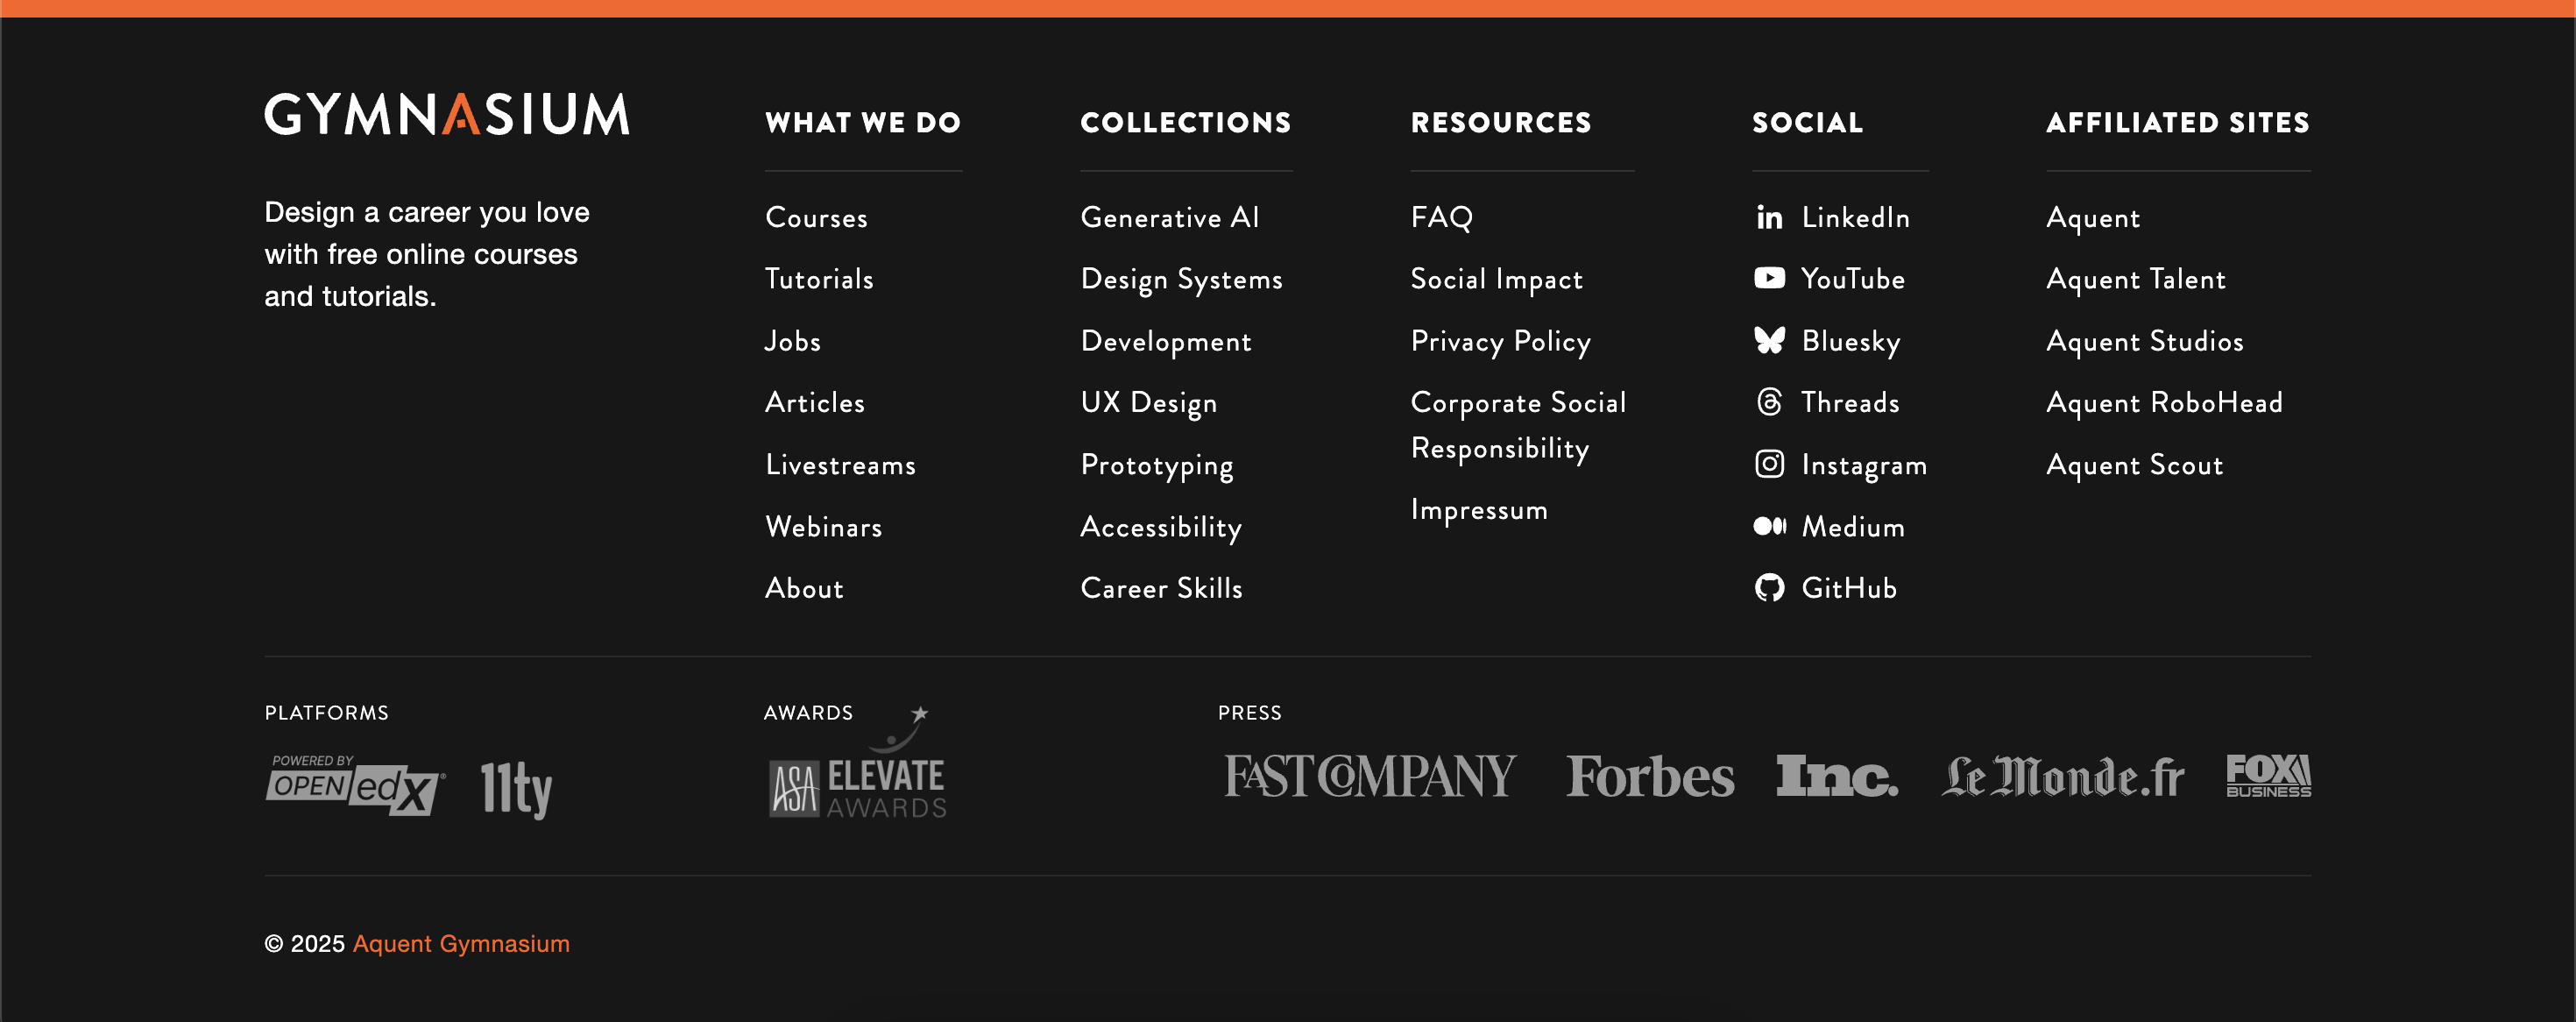 GYMNASIUM
Design a career you love
with free online courses
and tutorials.
WHAT WE DO
Courses
Tutorials
Jobs
Articles
Livestreams
Webinars
About
COLLECTIONS
Generative AI
Design Systems
Development
UX Design
Prototyping
Accessibility
Career Skills
RESOURCES
FAQ
Social Impact
Privacy Policy
Corporate Social
Responsibility
Impressum
SOCIAL
LinkedIn
YouTube
Bluesky
Threads
Instagram
Medium
GitHub
AFFILIATED SITES
Aquent
Aquent Talent
Aquent Studios
Aquent RoboHead
Aquent Scout
PLATFORMS
POWERED BY
OPEN edX®
11ty
AWARDS
ASA ELEVATE
AWARDS
PRESS
FAST COMPANY
Forbes
Inc.
Le Monde.fr
FOX
BUSINESS
© 2025 Aquent Gymnasium